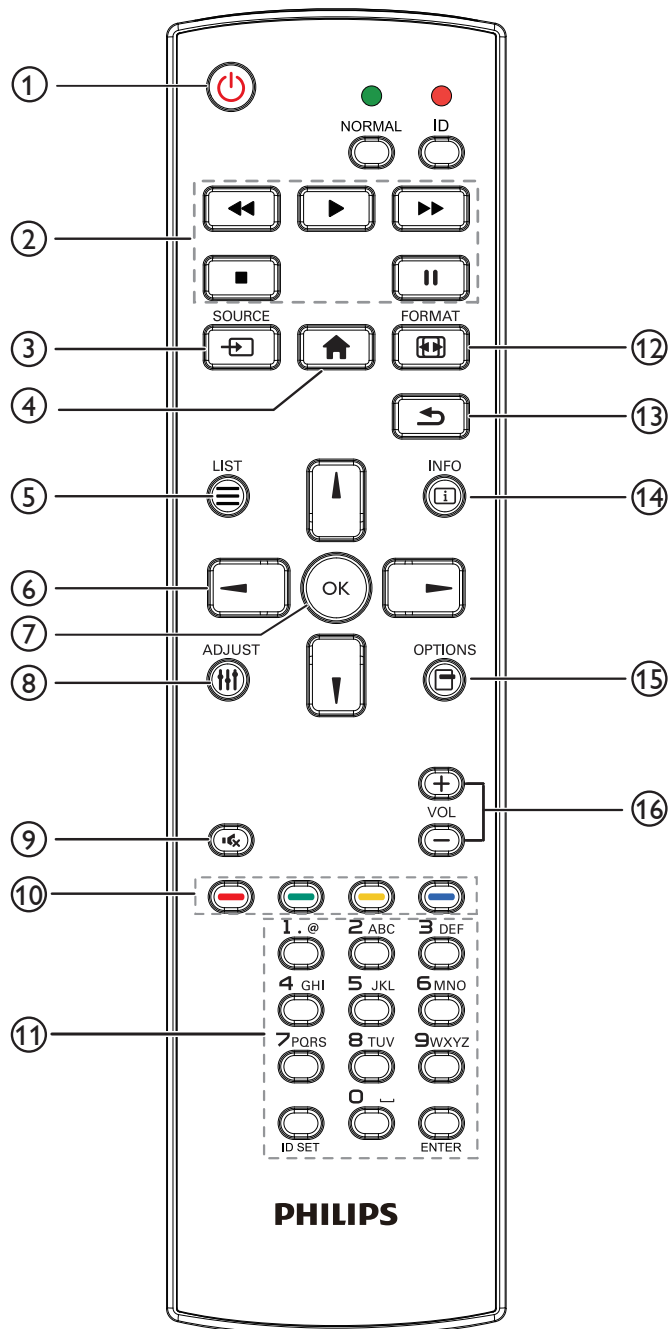 ①
NORMAL ID
②
SOURCE FORMAT
③ ⑫
④
⑬
LIST INFO
i
⑤ ⑭
⑥ OK
⑦
ADJUST OPTIONS
⑧ ⑮
+
VOL ⑯
−
⑨
⑩
1 . @ 2 ABC 3 DEF
4 GHI 5 JKL 6 MNO
⑪
7 PQRS 8 TUV 9 WXYZ
0 ⎵
ID SET ENTER
PHILIPS